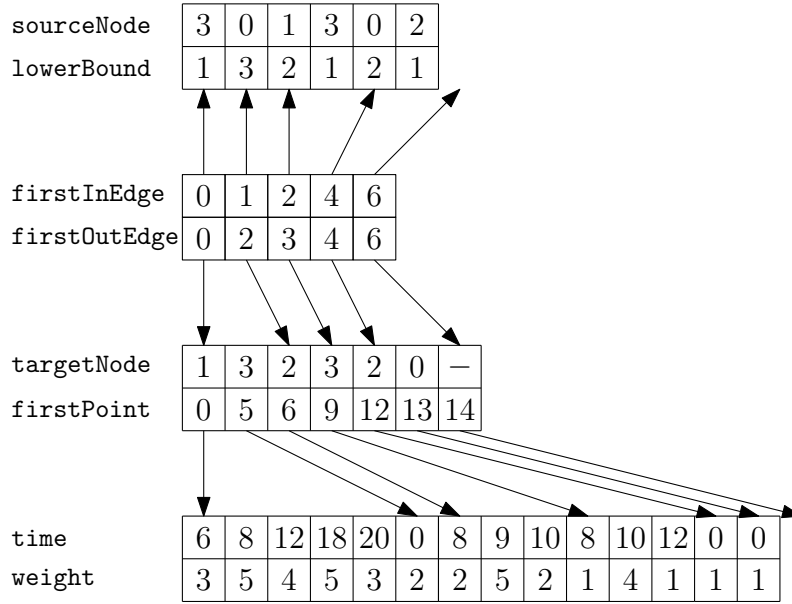 sourceNode 3 0 1 3 0 2
lowerBound 1 3 2 1 2 1
firstInEdge 0 1 2 4 6
firstOutEdge 0 2 3 4 6
targetNode 1 3 2 3 2 0 −
firstPoint 0 5 6 9 12 13 14
time 6 8 12 18 20 0 8 9 10 8 10 12 0 0
weight 3 5 4 5 3 2 2 5 2 1 4 1 1 1